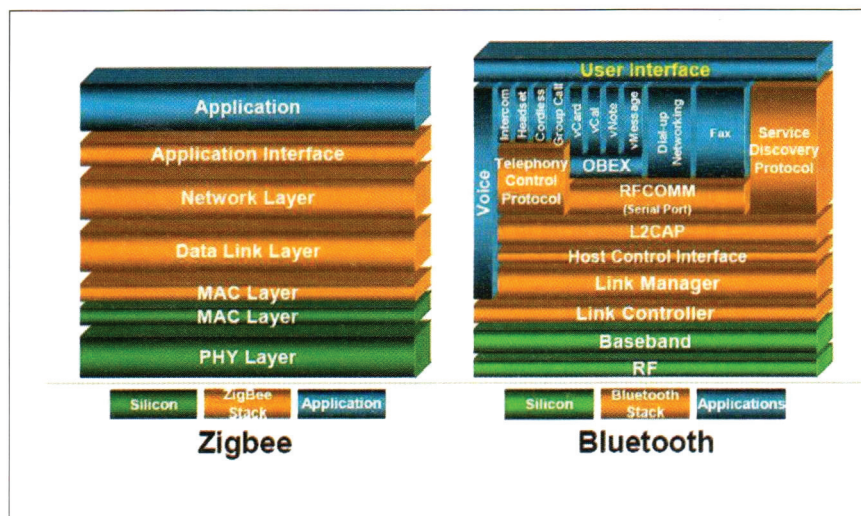 Application
Application Interface
Network Layer
Data Link Layer
MAC Layer
MAC Layer
PHY Layer
Silicon
ZigBee
Stack
Application
Zigbee
User Interface
Voice
Intercom
Headset
Cordless
Group Call
vCard
vCal
vNote
vMessage
Dial-up
Networking
Fax
Service
Discovery
Protocol
Telephony
Control
Protocol
OBEX
RFCOMM
(Serial Port)
L2CAP
Host Control Interface
Link Manager
Link Controller
Baseband
RF
Silicon
Bluetooth
Stack
Applications
Bluetooth